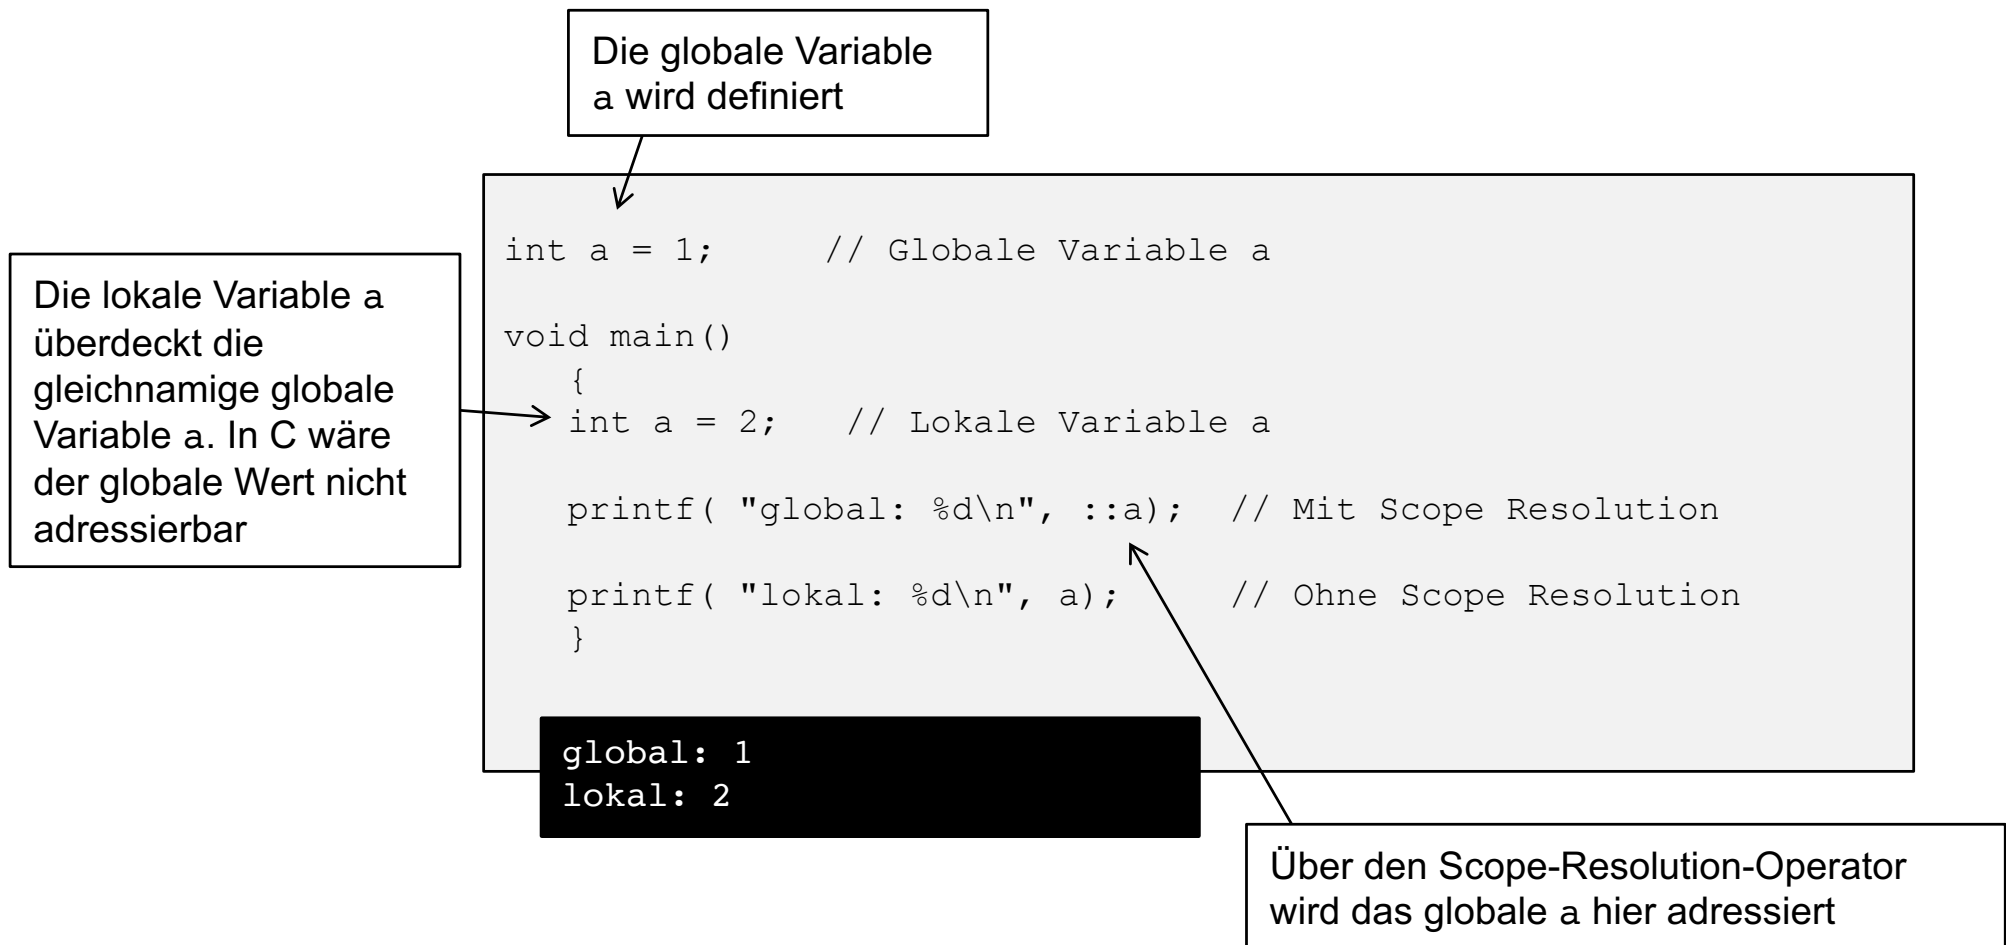 Die globale Variable
a wird definiert
int a = 1;     // Globale Variable a
Die lokale Variable a
überdeckt die
gleichnamige globale
Variable a. In C wäre
der globale Wert nicht
adressierbar
void main()
{
int a = 2;   // Lokale Variable a
printf( "global: %d\n", ::a);  // Mit Scope Resolution
printf( "lokal: %d\n", a);     // Ohne Scope Resolution
}
global: 1
lokal: 2
Über den Scope-Resolution-Operator
wird das globale a hier adressiert